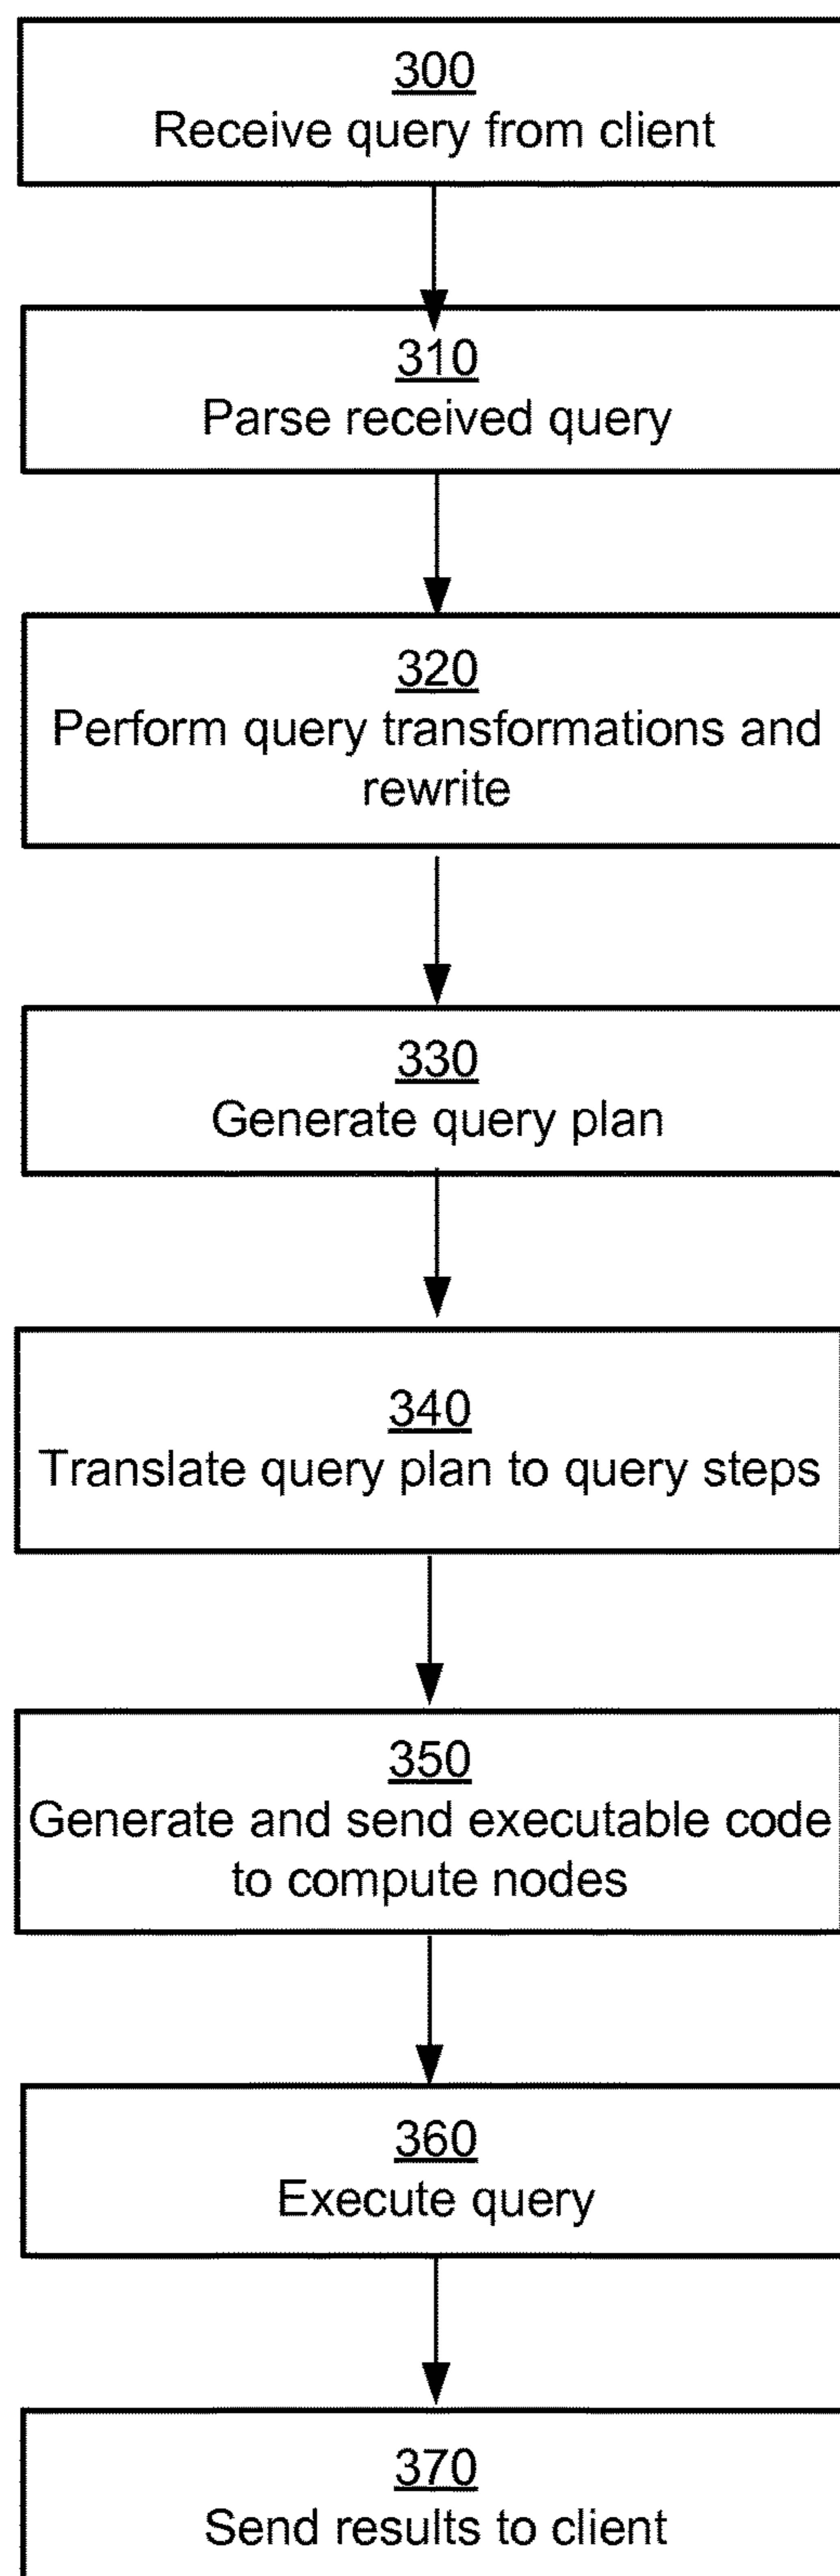 300
Receive query from client
310
Parse received query
320
Perform query transformations and
rewrite
330
Generate query plan
340
Translate query plan to query steps
350
Generate and send executable code
to compute nodes
360
Execute query
370
Send results to client